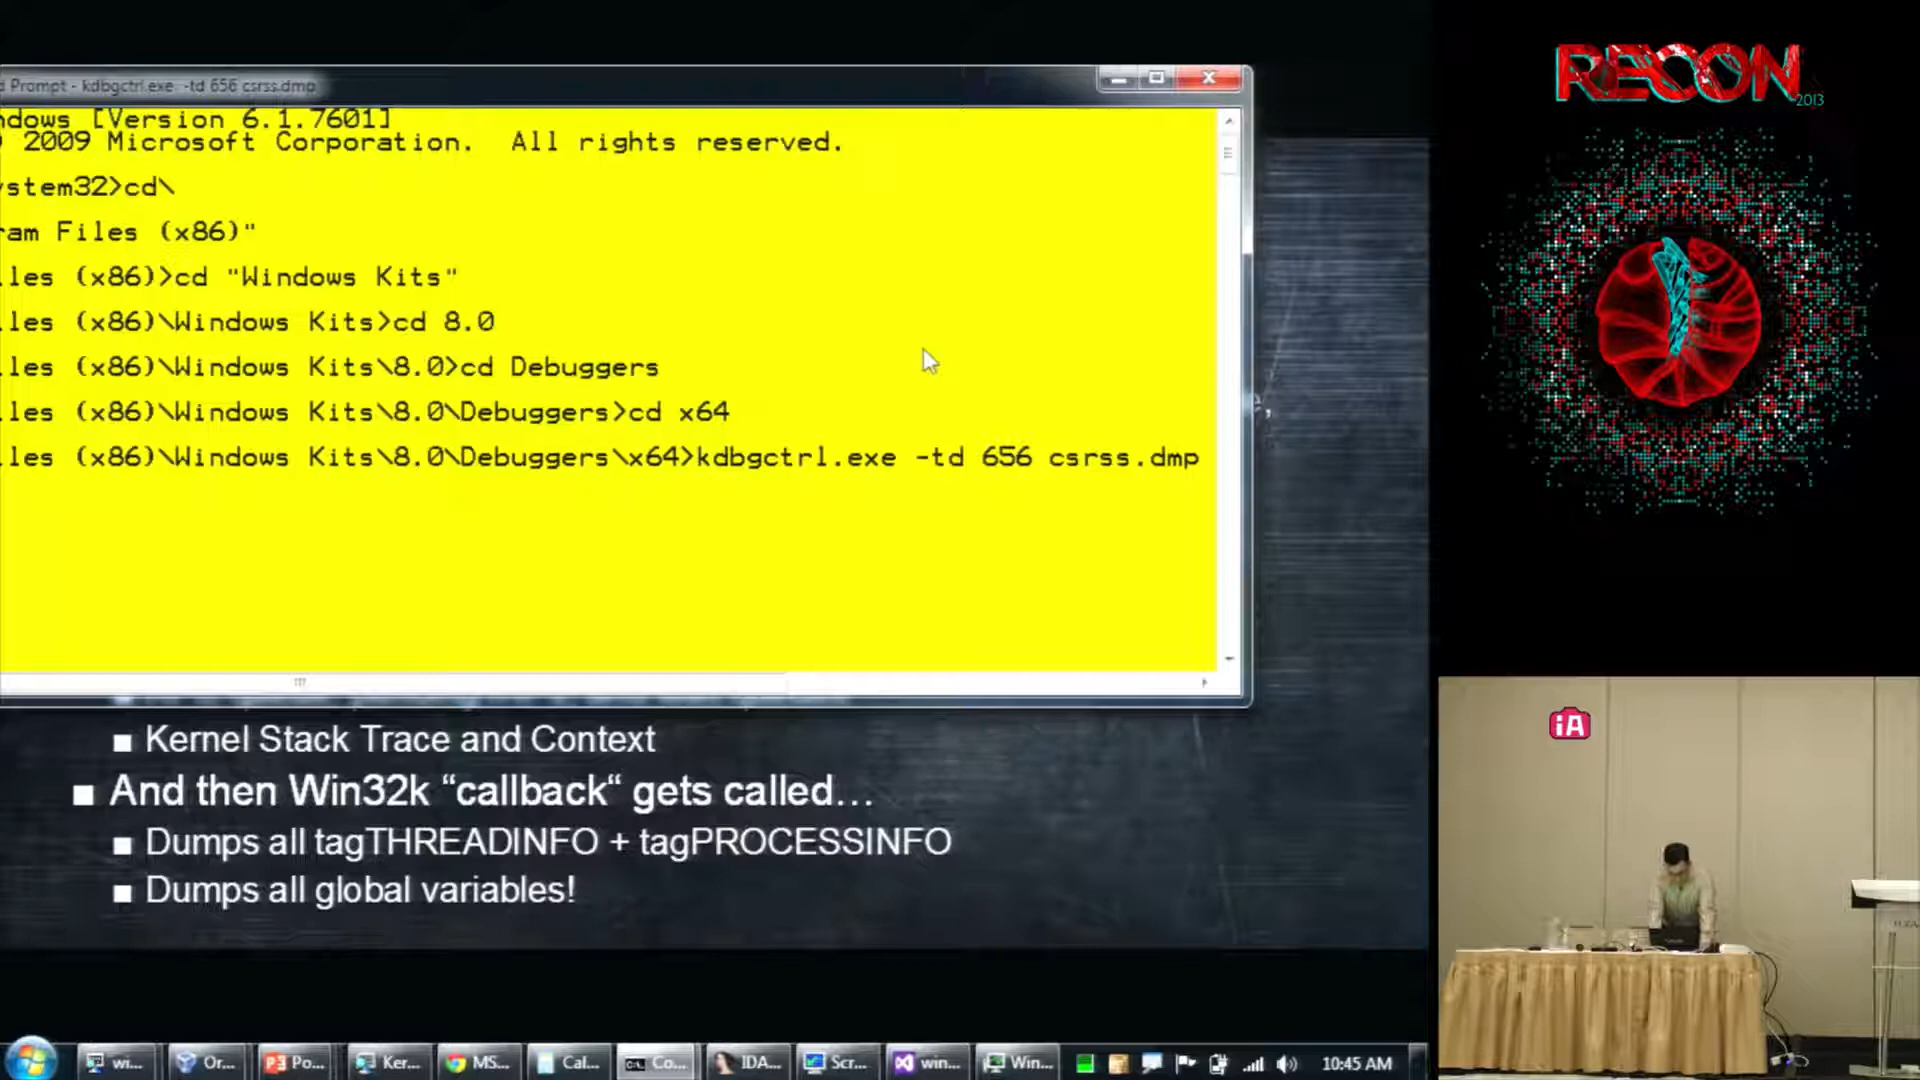 d Prompt - kdbgctrl.exe -td 656 csrss.dmp
ndows [Version 6.1.7601]
2009 Microsoft Corporation. All rights reserved.
ystem32>cd\
ram Files (x86)"
les (x86)>cd "Windows Kits"
les (x86)\Windows Kits>cd 8.0
les (x86)\Windows Kits\8.0>cd Debuggers
les (x86)\Windows Kits\8.0\Debuggers>cd x64
les (x86)\Windows Kits\8.0\Debuggers\x64>kdbgctrl.exe -td 656 csrss.dmp
■ Kernel Stack Trace and Context
■ And then Win32k “callback“ gets called…
■ Dumps all tagTHREADINFO + tagPROCESSINFO
■ Dumps all global variables!
wi... Or... Po... Ker... MS... Cal... Co... IDA... Scr... win... Win... 10:45 AM
RECON
2013
iA